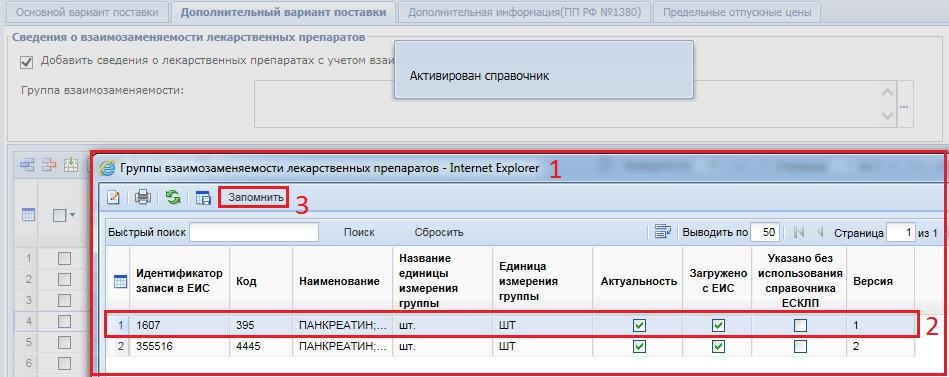 Основной вариант поставки Дополнительный вариант поставки Дополнительная информация(ПП РФ №1380) Предельные отпускные цены
Сведения о взаимозаменяемости лекарственных препаратов
Добавить сведения о лекарственных препаратах с учетом
Активирован справочник
Группа взаимозаменяемости:
...
Группы взаимозаменяемости лекарственных препаратов - Internet Explorer 1
Запомнить 3
Быстрый поиск Поиск Сбросить Выводить по 50 Страница 1 из 1
Идентификатор записи в ЕИС Код Наименование Название единицы измерения группы Единица измерения группы Актуальность Загружено с ЕИС Указано без использования справочника ЕСКЛП Версия
1 1607 395 ПАНКРЕАТИН;... шт. ШТ 1 2
2 355516 4445 ПАНКРЕАТИН;... шт. ШТ 2
1
2
3
4
5
6